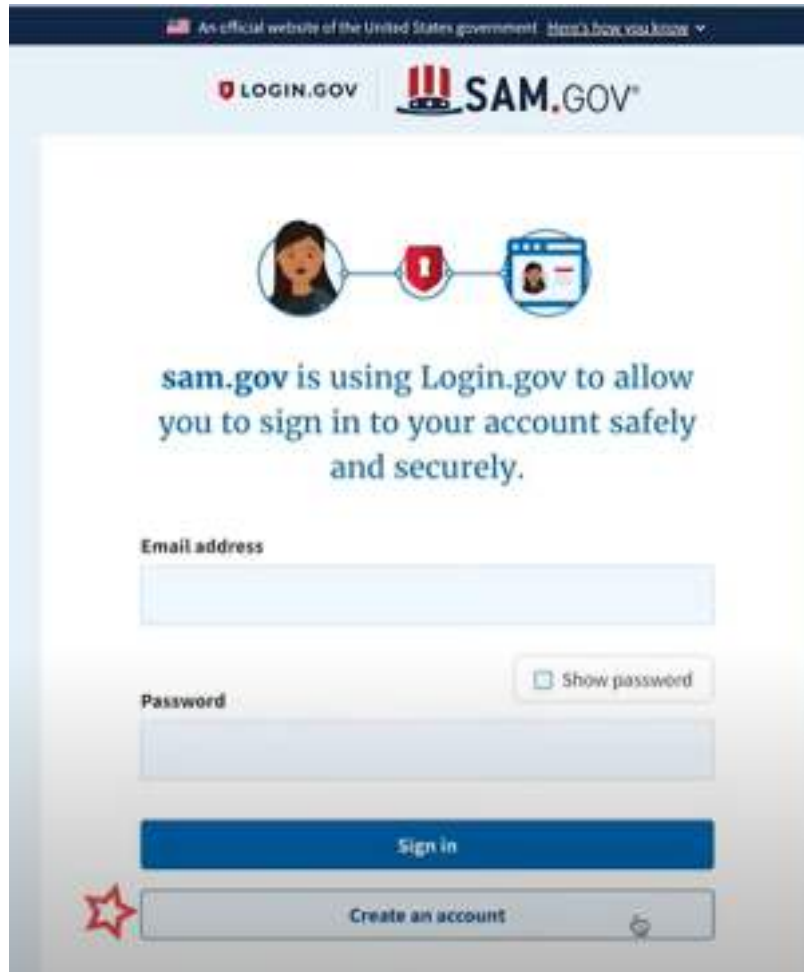 An official website of the United States government Here's how you know
LOGIN.GOV SAM.GOV®
sam.gov is using Login.gov to allow
you to sign in to your account safely
and securely.
Email address
Show password
Password
Sign in
Create an account